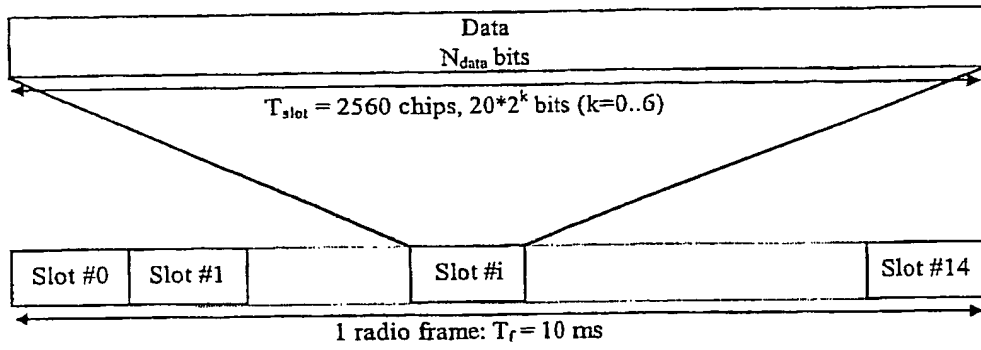 Data
N_data bits
T_slot = 2560 chips, 20*2^k bits (k=0..6)
Slot #0 Slot #1 Slot #i Slot #14
1 radio frame: T_f = 10 ms